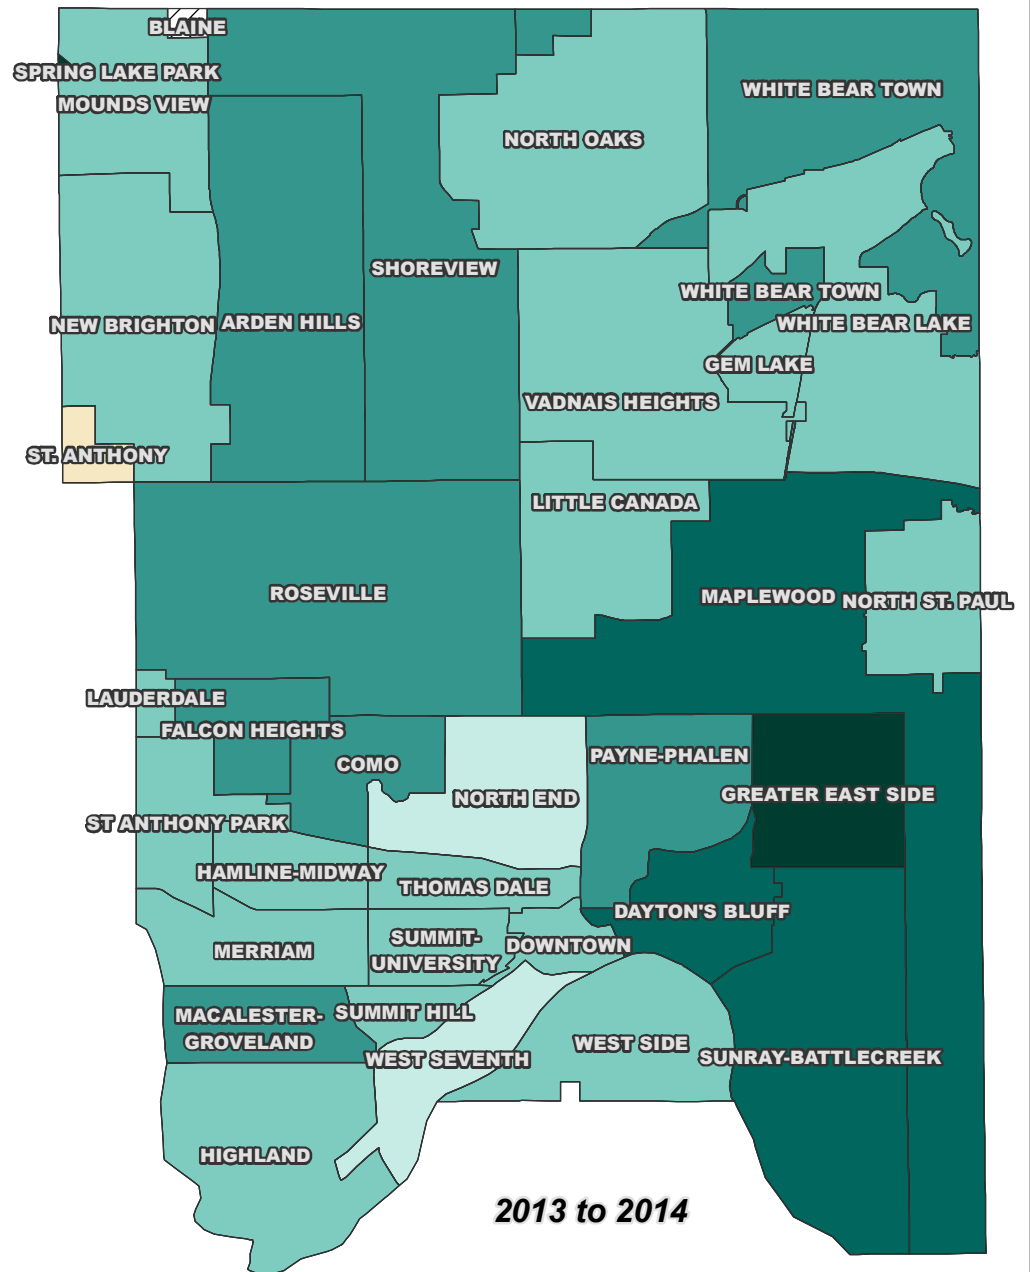 BLAINE
SPRING LAKE PARK
WHITE BEAR TOWN
MOUNDS VIEW
NORTH OAKS
SHOREVIEW
WHITE BEAR TOWN
NEW BRIGHTON
ARDEN HILLS
WHITE BEAR LAKE
GEM LAKE
VADNAIS HEIGHTS
ST. ANTHONY
LITTLE CANADA
ROSEVILLE
MAPLEWOOD
NORTH ST. PAUL
LAUDERDALE
FALCON HEIGHTS
PAYNE-PHALEN
COMO
GREATER EAST SIDE
NORTH END
ST ANTHONY PARK
HAMLINE-MIDWAY
THOMAS DALE
DAYTON'S BLUFF
SUMMIT-
UNIVERSITY
DOWNTOWN
MERRIAM
MACALESTER-
GROVELAND
SUMMIT HILL
WEST SIDE
WEST SEVENTH
SUNRAY-BATTLECREEK
HIGHLAND
2013 to 2014